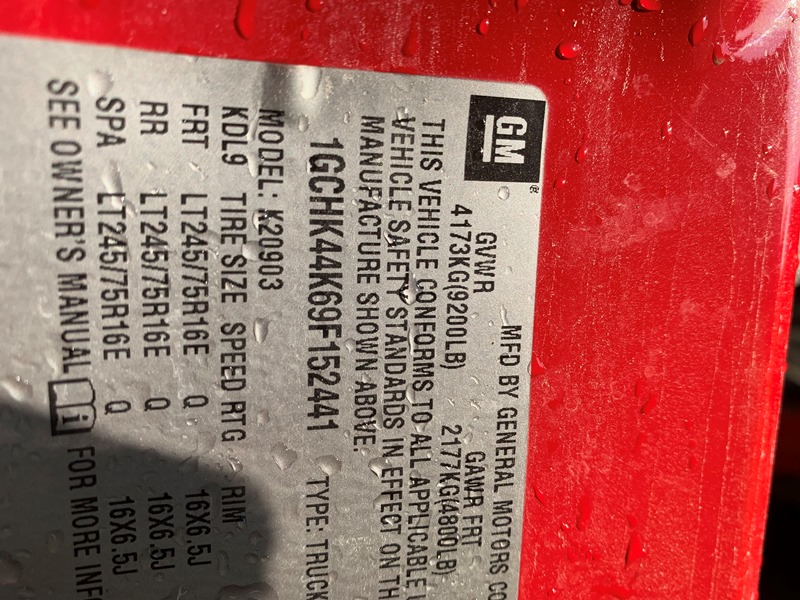 GM®
MFD BY GENERAL MOTORS CO
GVWR GAWR FRT
4173KG(9200LB) 2177KG(4800LB)
THIS VEHICLE CONFORMS TO ALL APPLICABLE
VEHICLE SAFETY STANDARDS IN EFFECT ON TH
MANUFACTURE SHOWN ABOVE.
1GCHK44K69F152441 TYPE: TRUCK
MODEL: K20903
KDL9 TIRE SIZE SPEED RTG RIM
FRT LT245/75R16E Q 16X6.5J
RR LT245/75R16E Q 16X6.5J
SPA LT245/75R16E Q 16X6.5J
SEE OWNER'S MANUAL i FOR MORE INF